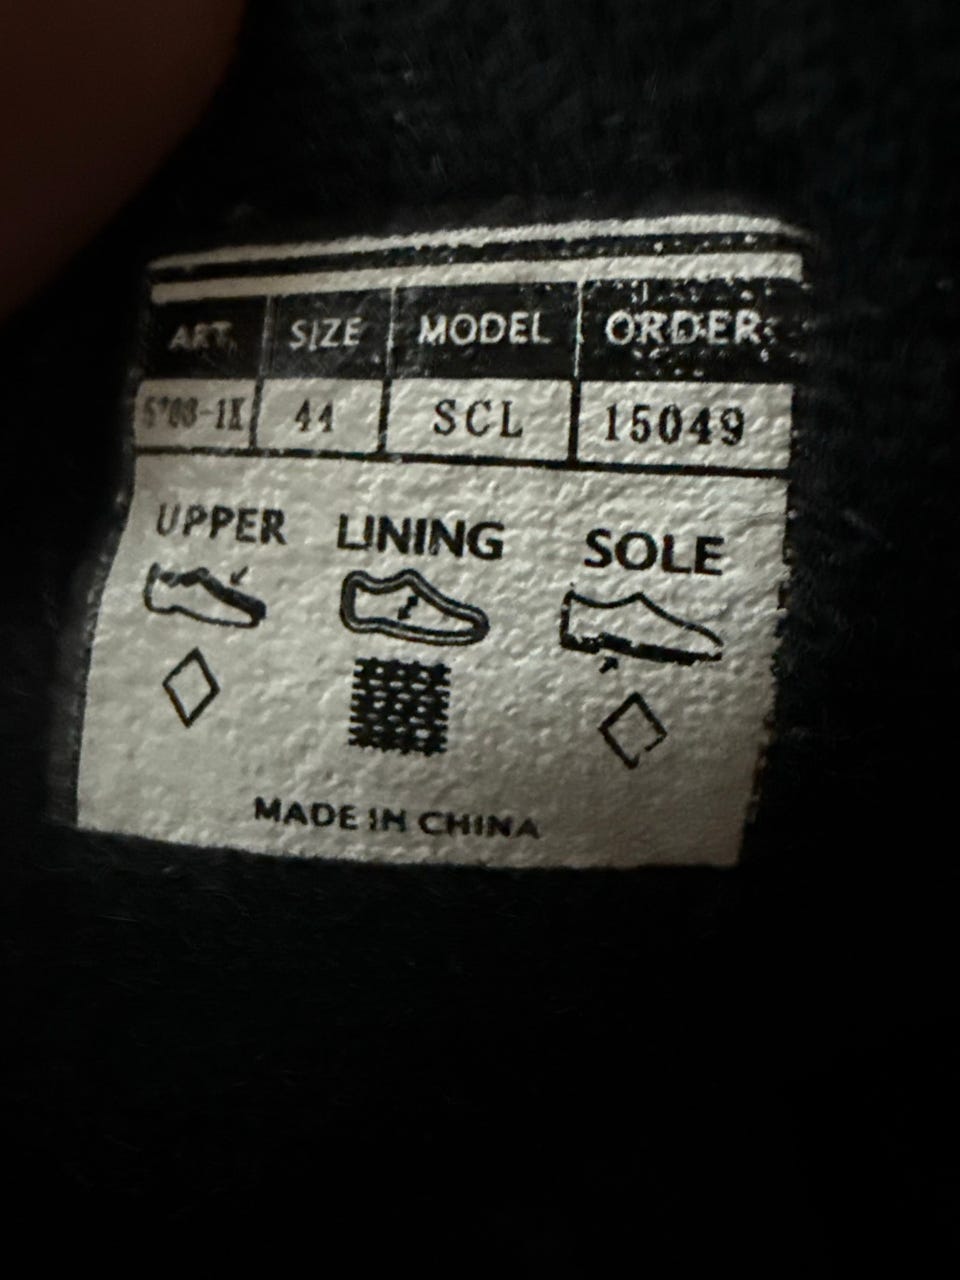 ART. SIZE MODEL ORDER
44 SCL 15049
UPPER LINING SOLE
MADE IN CHINA